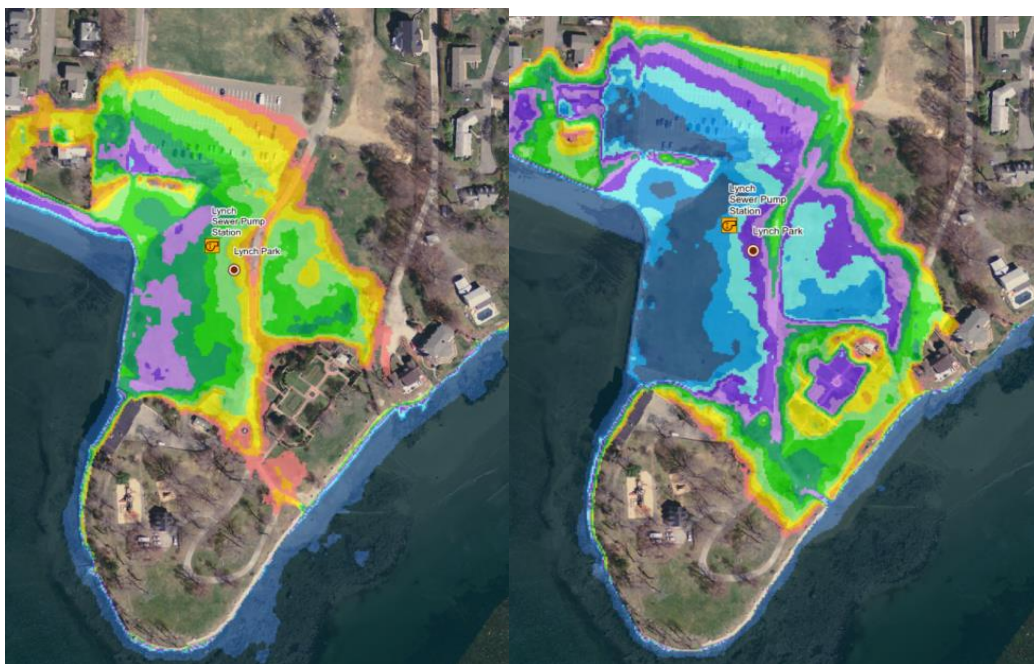 Lynch
Sewer Pump
Station
Lynch Park
Lynch
Sewer Pump
Station
Lynch Park